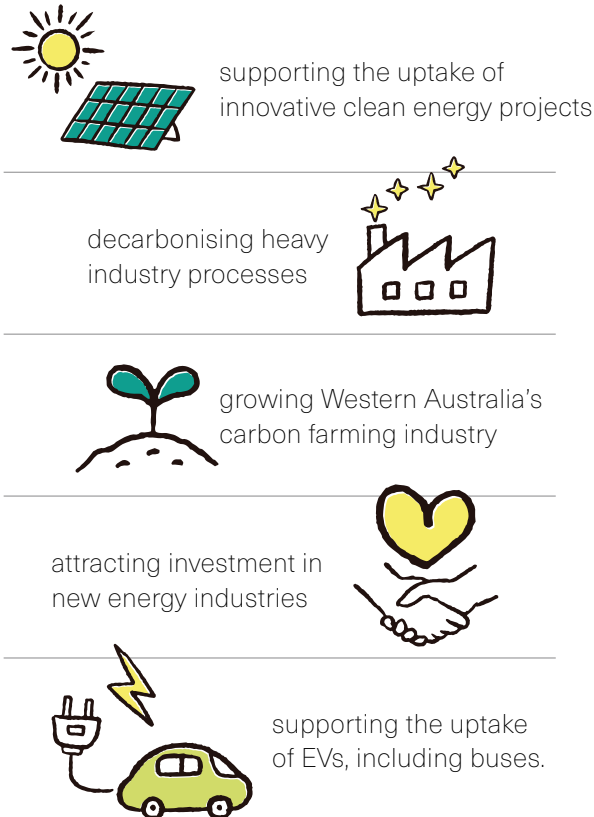 supporting the uptake of
innovative clean energy projects
decarbonising heavy
industry processes
growing Western Australia’s
carbon farming industry
attracting investment in
new energy industries
supporting the uptake
of EVs, including buses.